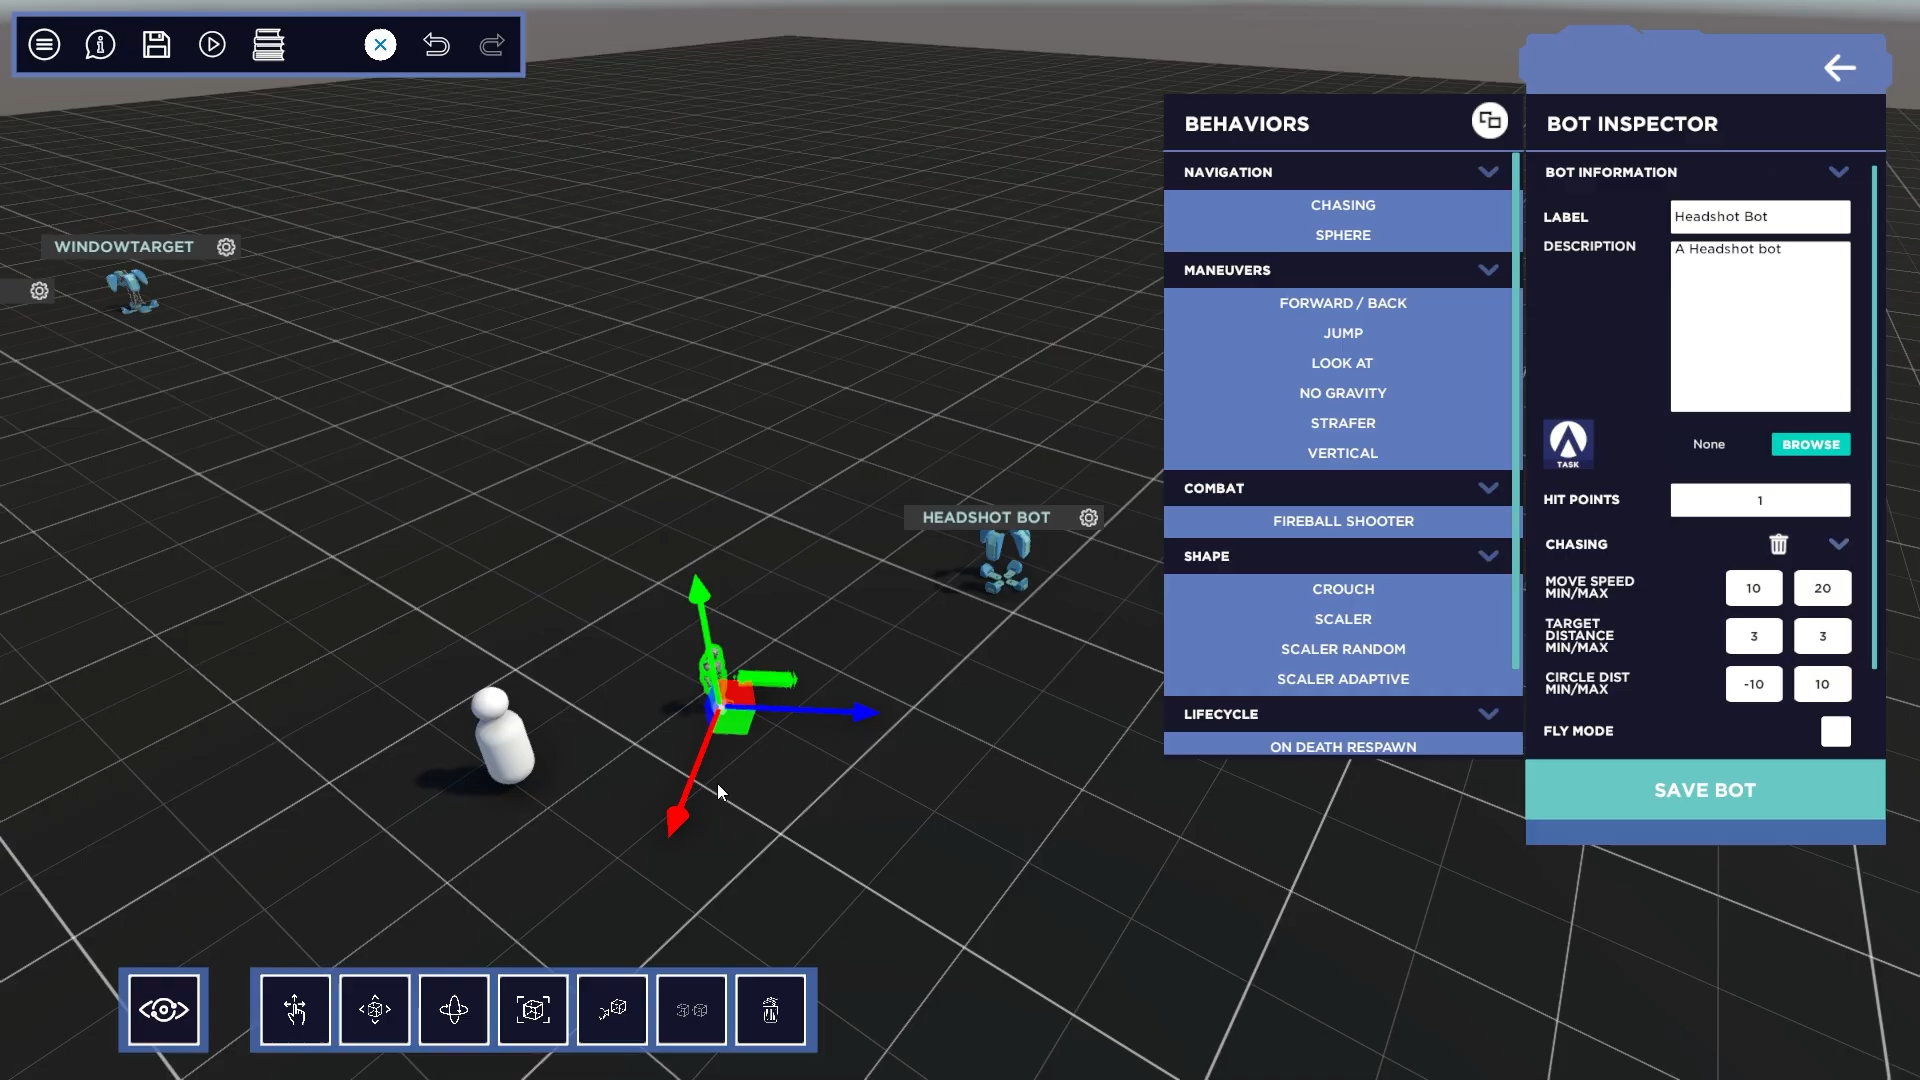 WINDOWTARGET
HEADSHOT BOT
BEHAVIORS
NAVIGATION
CHASING
SPHERE
MANEUVERS
FORWARD / BACK
JUMP
LOOK AT
NO GRAVITY
STRAFER
VERTICAL
COMBAT
FIREBALL SHOOTER
SHAPE
CROUCH
SCALER
SCALER RANDOM
SCALER ADAPTIVE
LIFECYCLE
ON DEATH RESPAWN
BOT INSPECTOR
BOT INFORMATION
LABEL Headshot Bot
DESCRIPTION A Headshot bot
TASK None BROWSE
HIT POINTS 1
CHASING
MOVE SPEED
MIN/MAX 10 20
TARGET
DISTANCE
MIN/MAX 3 3
CIRCLE DIST
MIN/MAX -10 10
FLY MODE
SAVE BOT